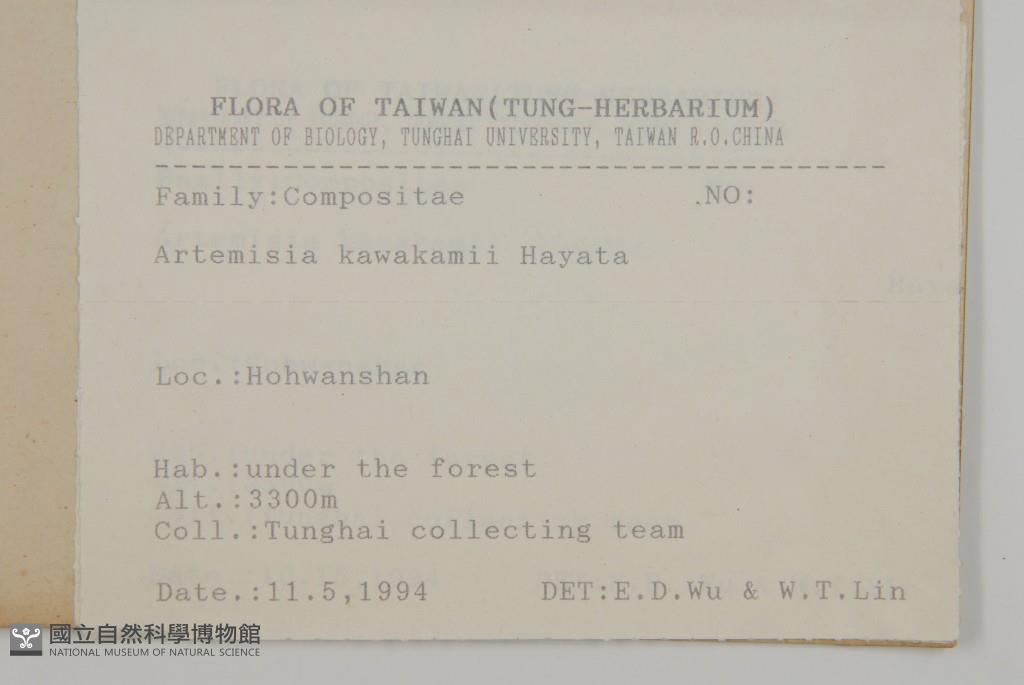 FLORA OF TAIWAN(TUNG-HERBARIUM)
DEPARTMENT OF BIOLOGY, TUNGHAI UNIVERSITY, TAIWAN R.O.CHINA
Family:Compositae .NO:
Artemisia kawakamii Hayata
Loc.:Hohwanshan
Hab.:under the forest
Alt.:3300m
Coll.:Tunghai collecting team
Date.:11.5,1994 DET:E.D.Wu & W.T.Lin
國立自然科學博物館
NATIONAL MUSEUM OF NATURAL SCIENCE